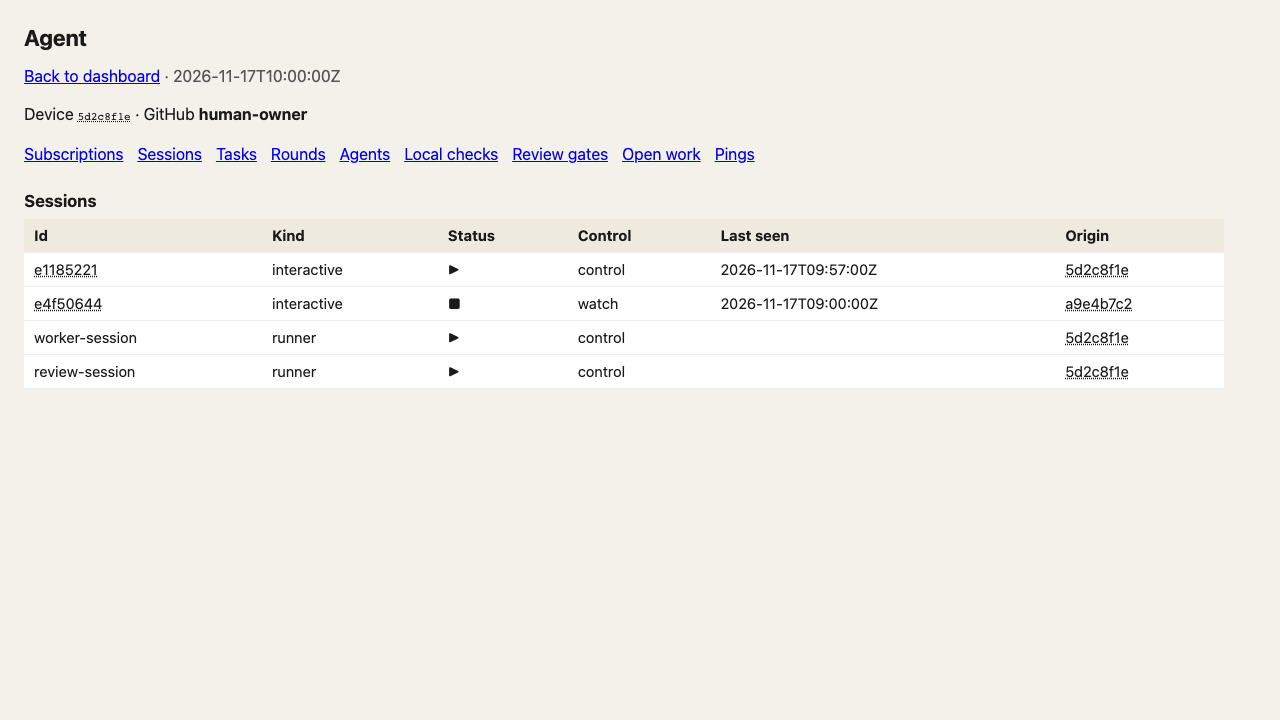 Agent
Back to dashboard · 2026-11-17T10:00:00Z
Device 5d2c8f1e · GitHub human-owner
Subscriptions Sessions Tasks Rounds Agents Local checks Review gates Open work Pings
Sessions
Id Kind Status Control Last seen Origin
e1185221 interactive ▶ control 2026-11-17T09:57:00Z 5d2c8f1e
e4f50644 interactive ■ watch 2026-11-17T09:00:00Z a9e4b7c2
worker-session runner ▶ control 5d2c8f1e
review-session runner ▶ control 5d2c8f1e